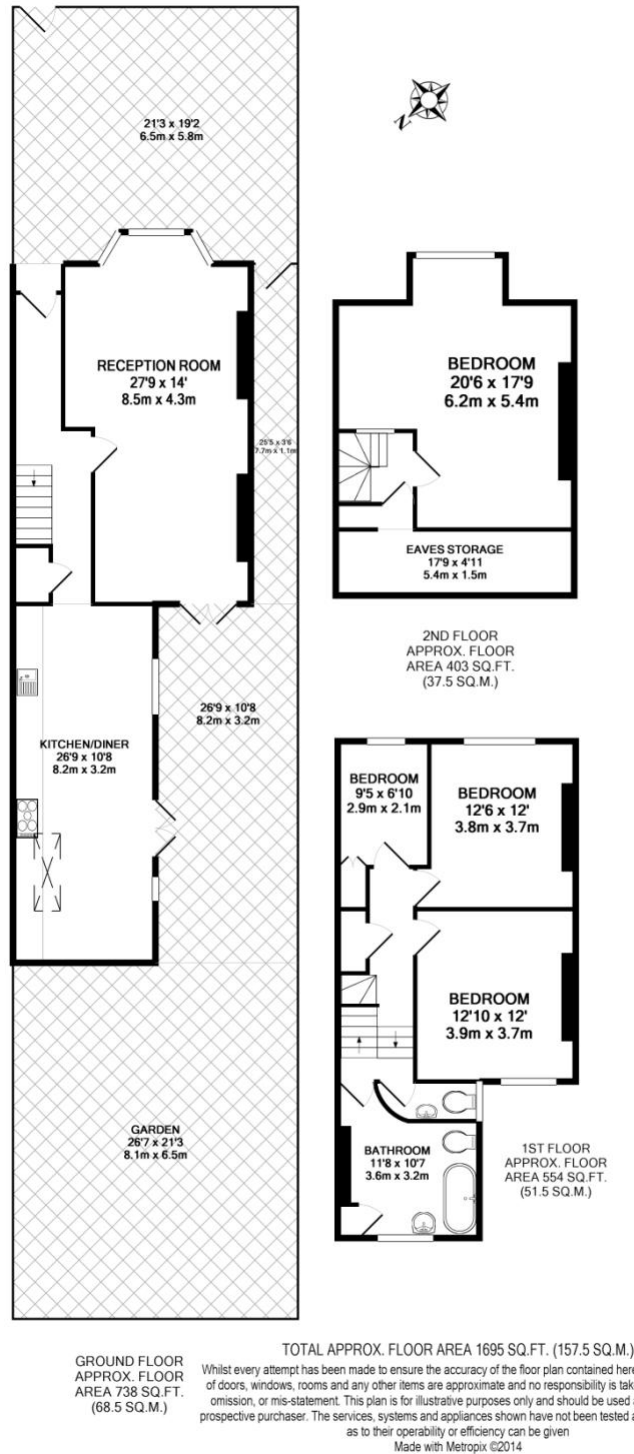 21'3 x 19'2
6.5m x 5.8m
N
RECEPTION ROOM
27'9 x 14'
8.5m x 4.3m
25'5 x 3'6
7.7m x 1.1m
26'9 x 10'8
8.2m x 3.2m
KITCHEN/DINER
26'9 x 10'8
8.2m x 3.2m
GARDEN
26'7 x 21'3
8.1m x 6.5m
GROUND FLOOR
APPROX. FLOOR
AREA 738 SQ.FT.
(68.5 SQ.M.)
BEDROOM
20'6 x 17'9
6.2m x 5.4m
EAVES STORAGE
17'9 x 4'11
5.4m x 1.5m
2ND FLOOR
APPROX. FLOOR
AREA 403 SQ.FT.
(37.5 SQ.M.)
BEDROOM
9'5 x 6'10
2.9m x 2.1m
BEDROOM
12'6 x 12'
3.8m x 3.7m
BEDROOM
12'10 x 12'
3.9m x 3.7m
BATHROOM
11'8 x 10'7
3.6m x 3.2m
1ST FLOOR
APPROX. FLOOR
AREA 554 SQ.FT.
(51.5 SQ.M.)
TOTAL APPROX. FLOOR AREA 1695 SQ.FT. (157.5 SQ.M.)
Whilst every attempt has been made to ensure the accuracy of the floor plan contained here
of doors, windows, rooms and any other items are approximate and no responsibility is tak
omission, or mis-statement. This plan is for illustrative purposes only and should be used
prospective purchaser. The services, systems and appliances shown have not been tested a
as to their operability or efficiency can be given
Made with Metropix ©2014